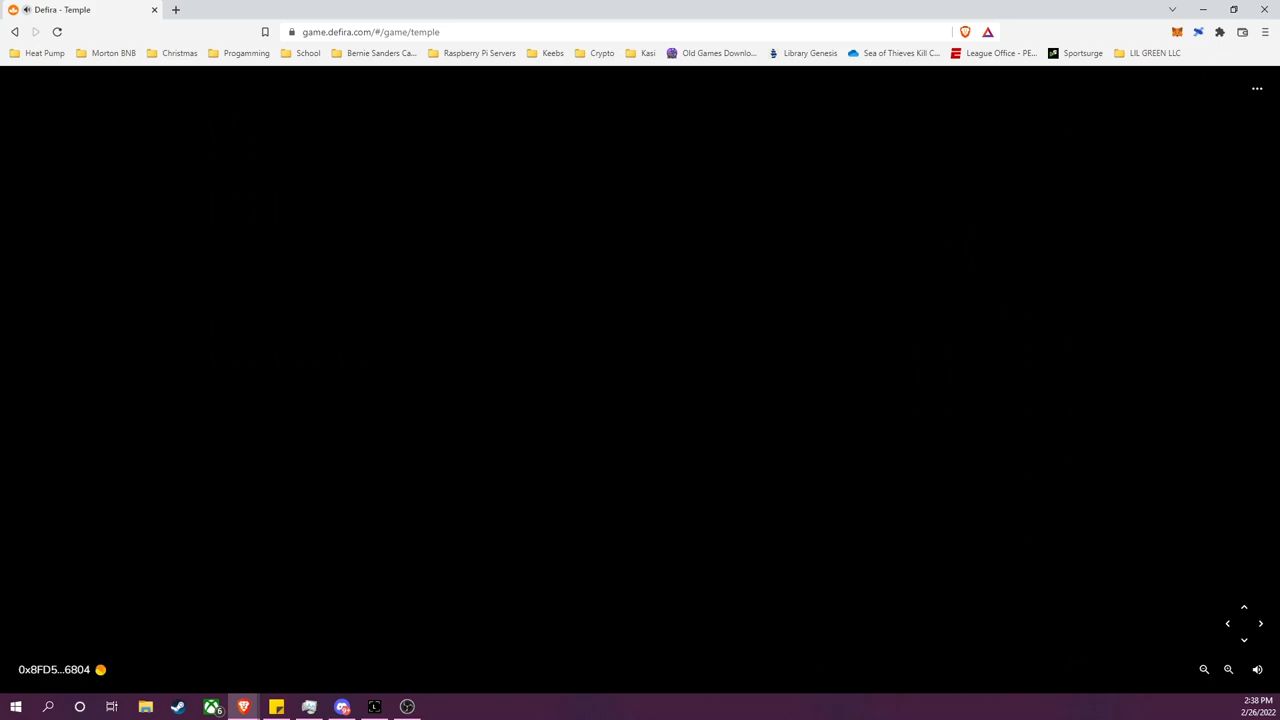 Defira - Temple
game.defira.com/#/game/temple
Heat Pump
Morton BNB
Christmas
Progamming
School
Bernie Sanders Ca...
Raspberry Pi Servers
Keebs
Crypto
Kasi
Old Games Downlo...
Library Genesis
Sea of Thieves Kill C...
League Office - PE...
Sportsurge
LIL GREEN LLC
0x8FD5...6804
6
2:38 PM
2/26/2022